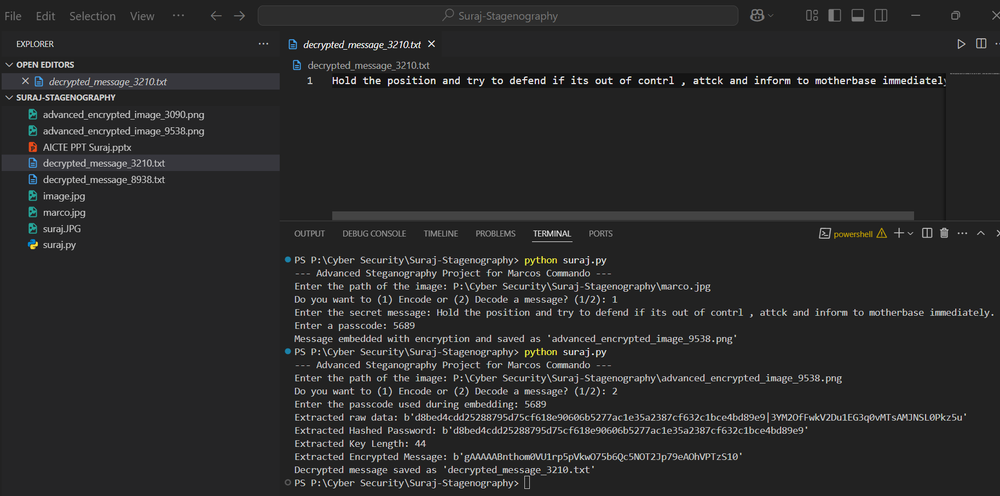 File Edit Selection View ··· Suraj-Stagenography
EXPLORER ···
OPEN EDITORS
decrypted_message_3210.txt
SURAJ-STAGENOGRAPHY
advanced_encrypted_image_3090.png
advanced_encrypted_image_9538.png
AICTE PPT Suraj.pptx
decrypted_message_3210.txt
decrypted_message_8938.txt
image.jpg
marco.jpg
suraj.JPG
suraj.py
decrypted_message_3210.txt
decrypted_message_3210.txt
1 Hold the position and try to defend if its out of contrl , attck and inform to motherbase immediately
OUTPUT DEBUG CONSOLE TIMELINE PROBLEMS TERMINAL PORTS powershell
PS P:\Cyber Security\Suraj-Stagenography> python suraj.py
--- Advanced Steganography Project for Marcos Commando ---
Enter the path of the image: P:\Cyber Security\Suraj-Stagenography\marco.jpg
Do you want to (1) Encode or (2) Decode a message? (1/2): 1
Enter the secret message: Hold the position and try to defend if its out of contrl , attck and inform to motherbase immediately.
Enter a passcode: 5689
Message embedded with encryption and saved as 'advanced_encrypted_image_9538.png'
PS P:\Cyber Security\Suraj-Stagenography> python suraj.py
--- Advanced Steganography Project for Marcos Commando ---
Enter the path of the image: P:\Cyber Security\Suraj-Stagenography\advanced_encrypted_image_9538.png
Do you want to (1) Encode or (2) Decode a message? (1/2): 2
Enter the passcode used during embedding: 5689
Extracted raw data: b'd8bed4cdd25288795d75cf618e90606b5277ac1e35a2387cf632c1bce4bd89e9|3YM2OfFwkV2Du1EG3q0vMTsAMJNSL0Pkz5u'
Extracted Hashed Password: b'd8bed4cdd25288795d75cf618e90606b5277ac1e35a2387cf632c1bce4bd89e9'
Extracted Key Length: 44
Extracted Encrypted Message: b'gAAAAABnthom0VU1rp5pVkwO75b6Qc5NOT2Jp79eAOhVPTzS10'
Decrypted message saved as 'decrypted_message_3210.txt'
PS P:\Cyber Security\Suraj-Stagenography>